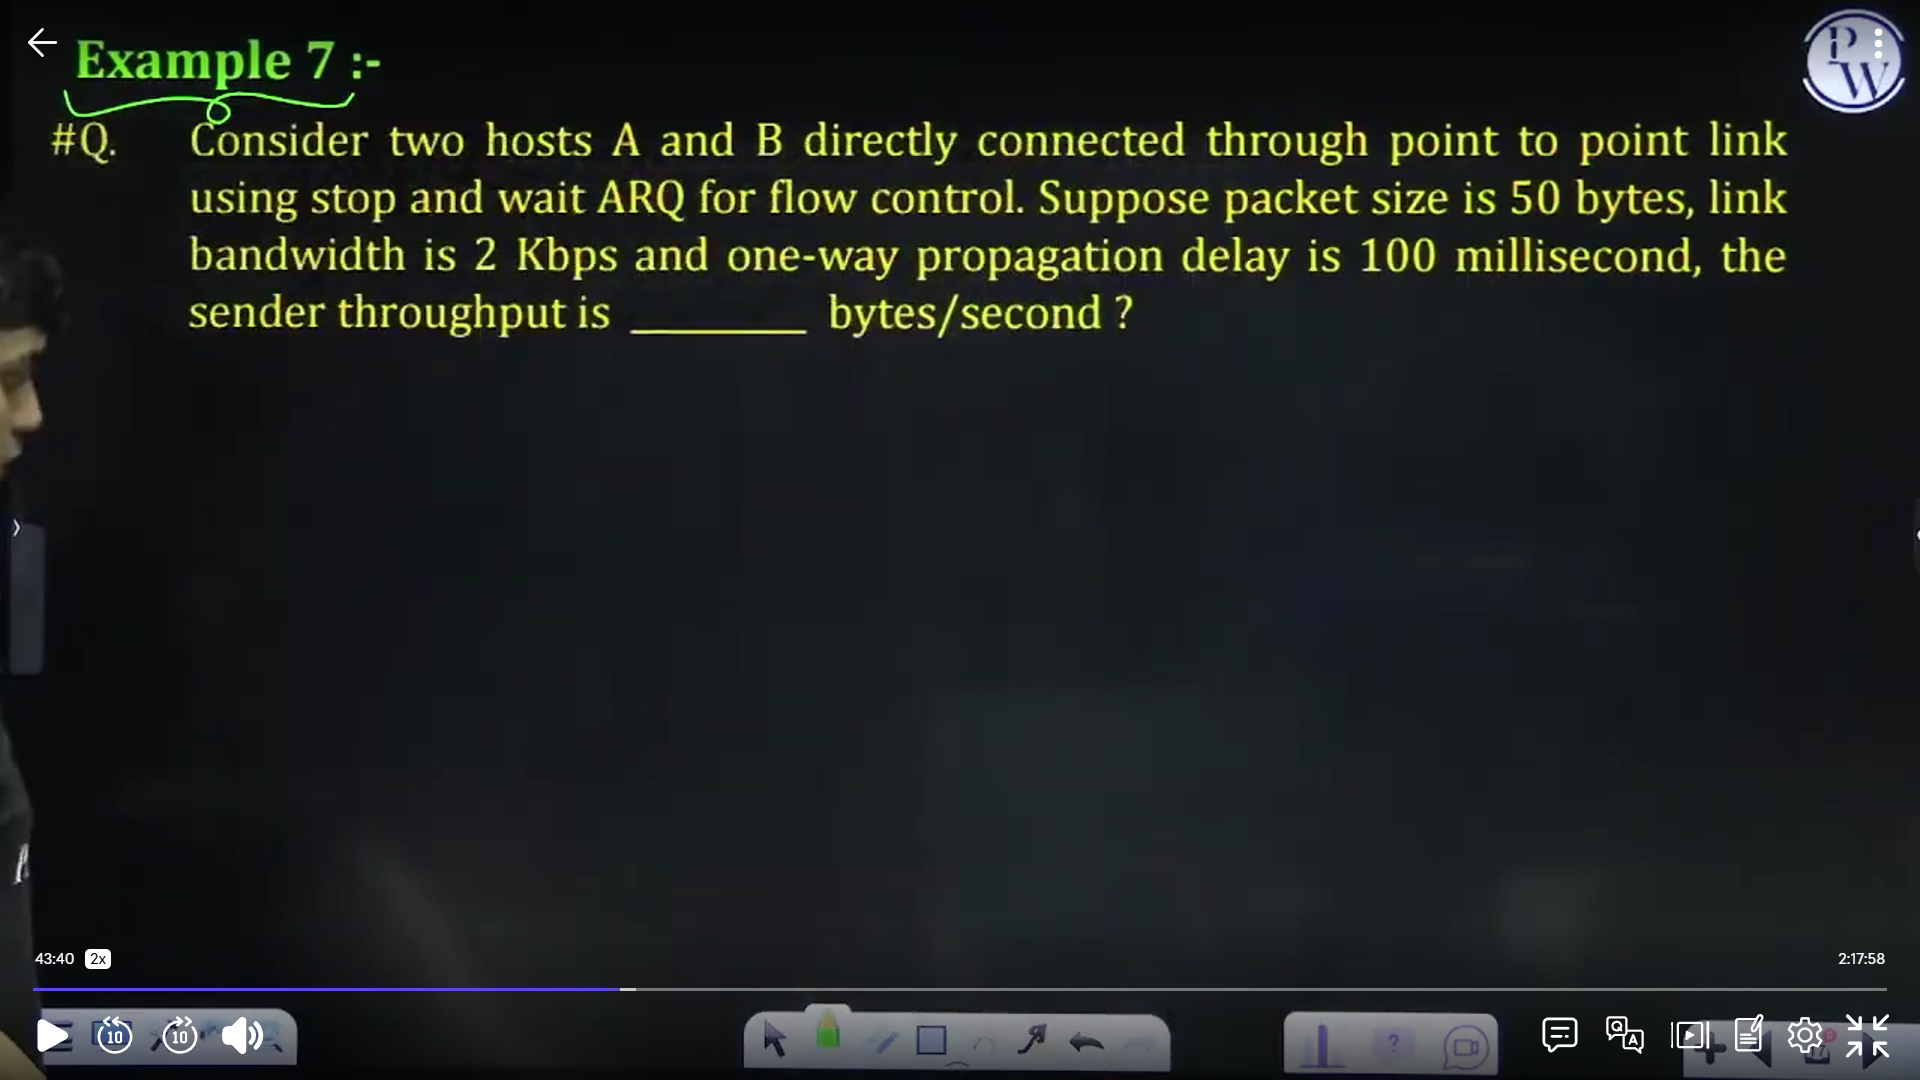 Example 7 :-
#Q. Consider two hosts A and B directly connected through point to point link
using stop and wait ARQ for flow control. Suppose packet size is 50 bytes, link
bandwidth is 2 Kbps and one-way propagation delay is 100 millisecond, the
sender throughput is ________ bytes/second ?
P
W
43:40 2x
2:17:58
10
10